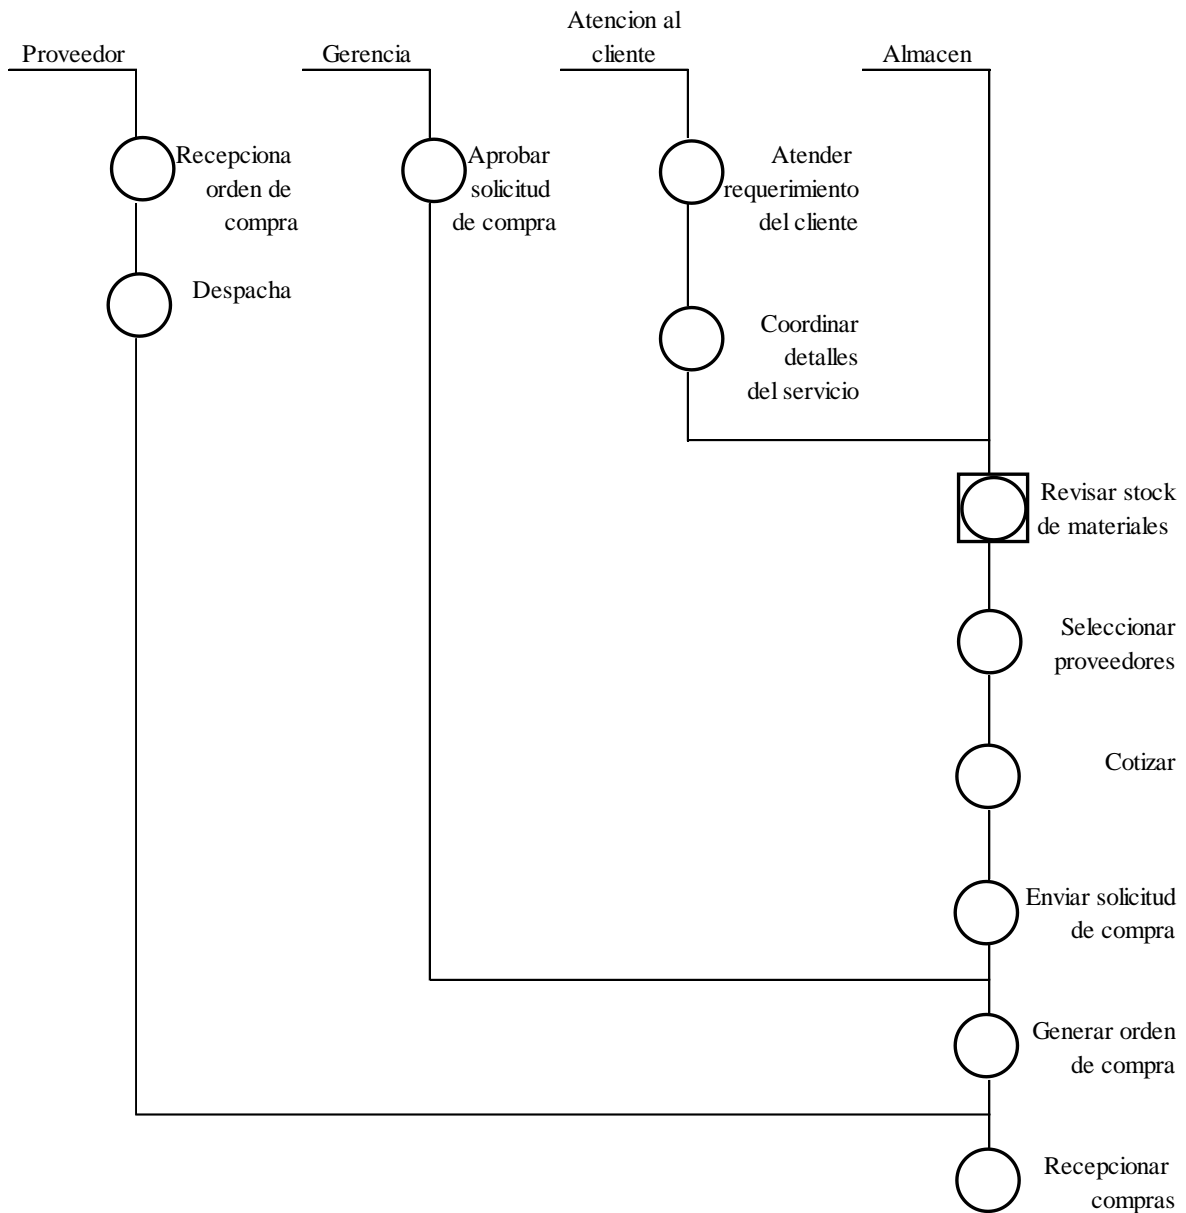 Proveedor
Gerencia
Atencion al
cliente
Almacen
Recepciona
orden de
compra
Despacha
Aprobar
solicitud
de compra
Atender
requerimiento
del cliente
Coordinar
detalles
del servicio
Revisar stock
de materiales
Seleccionar
proveedores
Cotizar
Enviar solicitud
de compra
Generar orden
de compra
Recepcionar
compras